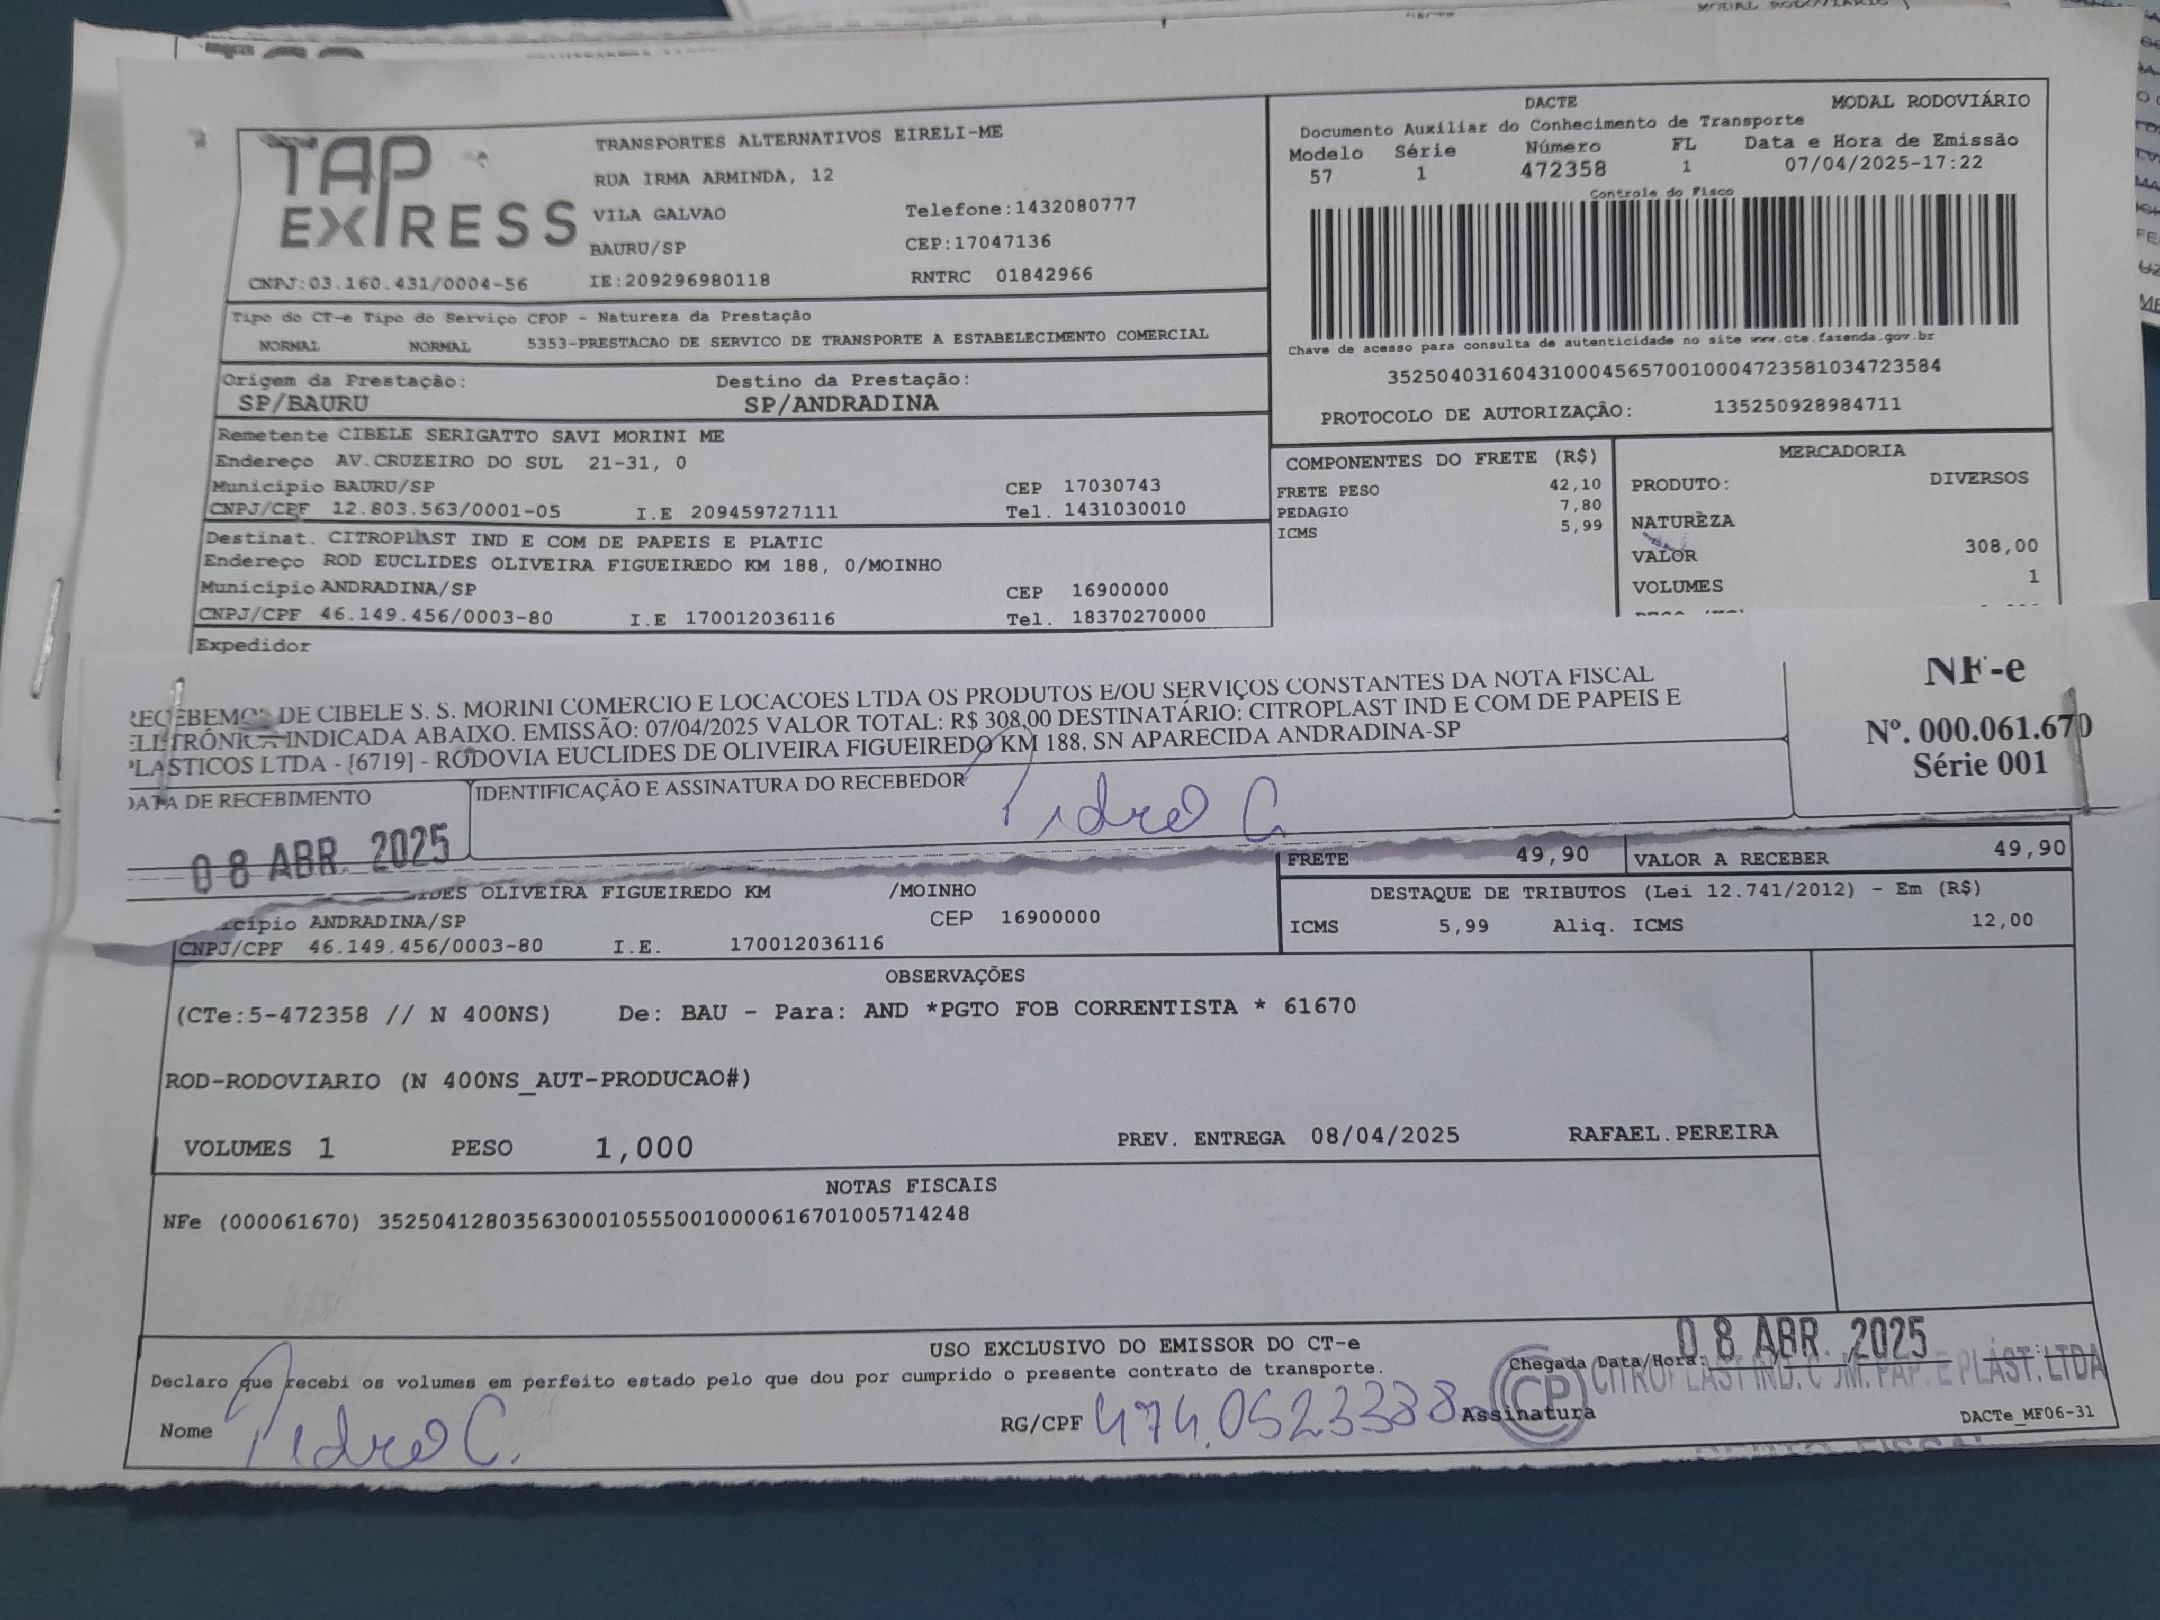 TAP EXPRESS
TRANSPORTES ALTERNATIVOS EIRELI-ME
RUA IRMA ARMINDA, 12
VILA GALVAO Telefone:1432080777
BAURU/SP CEP:17047136
CNPJ:03.160.431/0004-56 IE:209296980118 RNTRC 01842966
DACTE MODAL RODOVIÁRIO
Documento Auxiliar do Conhecimento de Transporte
Modelo Série Número FL Data e Hora de Emissão
57 1 472358 1 07/04/2025-17:22
Controle do Fisco
Chave de acesso para consulta de autenticidade no site www.cte.fazenda.gov.br
35250403160431000456570010004723581034723584
PROTOCOLO DE AUTORIZAÇÃO: 135250928984711
Tipo do CT-e Tipo do Serviço CFOP - Natureza da Prestação
NORMAL NORMAL 5353-PRESTACAO DE SERVICO DE TRANSPORTE A ESTABELECIMENTO COMERCIAL
Origem da Prestação: Destino da Prestação:
SP/BAURU SP/ANDRADINA
Remetente CIBELE SERIGATTO SAVI MORINI ME
Endereço AV.CRUZEIRO DO SUL 21-31, 0
Município BAURU/SP CEP 17030743
CNPJ/CPF 12.803.563/0001-05 I.E 209459727111 Tel. 1431030010
Destinat. CITROPLAST IND E COM DE PAPEIS E PLATIC
Endereço ROD EUCLIDES OLIVEIRA FIGUEIREDO KM 188, 0/MOINHO
Município ANDRADINA/SP CEP 16900000
CNPJ/CPF 46.149.456/0003-80 I.E 170012036116 Tel. 18370270000
Expedidor
COMPONENTES DO FRETE (R$)
FRETE PESO 42,10
PEDAGIO 7,80
ICMS 5,99
MERCADORIA
PRODUTO: DIVERSOS
NATUREZA
VALOR 308,00
VOLUMES 1
RECEBEMOS DE CIBELE S. S. MORINI COMERCIO E LOCACOES LTDA OS PRODUTOS E/OU SERVIÇOS CONSTANTES DA NOTA FISCAL
ELETRÔNICA INDICADA ABAIXO. EMISSÃO: 07/04/2025 VALOR TOTAL: R$ 308,00 DESTINATÁRIO: CITROPLAST IND E COM DE PAPEIS E
PLASTICOS LTDA - [6719] - RODOVIA EUCLIDES DE OLIVEIRA FIGUEIREDO KM 188, SN APARECIDA ANDRADINA-SP
NF-e
Nº. 000.061.670
Série 001
DATA DE RECEBIMENTO IDENTIFICAÇÃO E ASSINATURA DO RECEBEDOR
08 ABR. 2025 Pedro C.
FRETE 49,90 VALOR A RECEBER 49,90
IDES OLIVEIRA FIGUEIREDO KM /MOINHO
cípio ANDRADINA/SP CEP 16900000
CNPJ/CPF 46.149.456/0003-80 I.E. 170012036116
DESTAQUE DE TRIBUTOS (Lei 12.741/2012) - Em (R$)
ICMS 5,99 Aliq. ICMS 12,00
OBSERVAÇÕES
(CTe:5-472358 // N 400NS) De: BAU - Para: AND *PGTO FOB CORRENTISTA * 61670
ROD-RODOVIARIO (N 400NS_AUT-PRODUCAO#)
VOLUMES 1 PESO 1,000 PREV. ENTREGA 08/04/2025 RAFAEL.PEREIRA
NOTAS FISCAIS
NFe (000061670) 35250412803563000105550010000616701005714248
USO EXCLUSIVO DO EMISSOR DO CT-e
08 ABR. 2025
Declaro que recebi os volumes em perfeito estado pelo que dou por cumprido o presente contrato de transporte. Chegada Data/Hora:
CP CITROPLAST IND. COM. PAP. E PLÁST. LTDA
Nome Pedro C. RG/CPF 474.0523388 Assinatura
DACTe_MF06-31